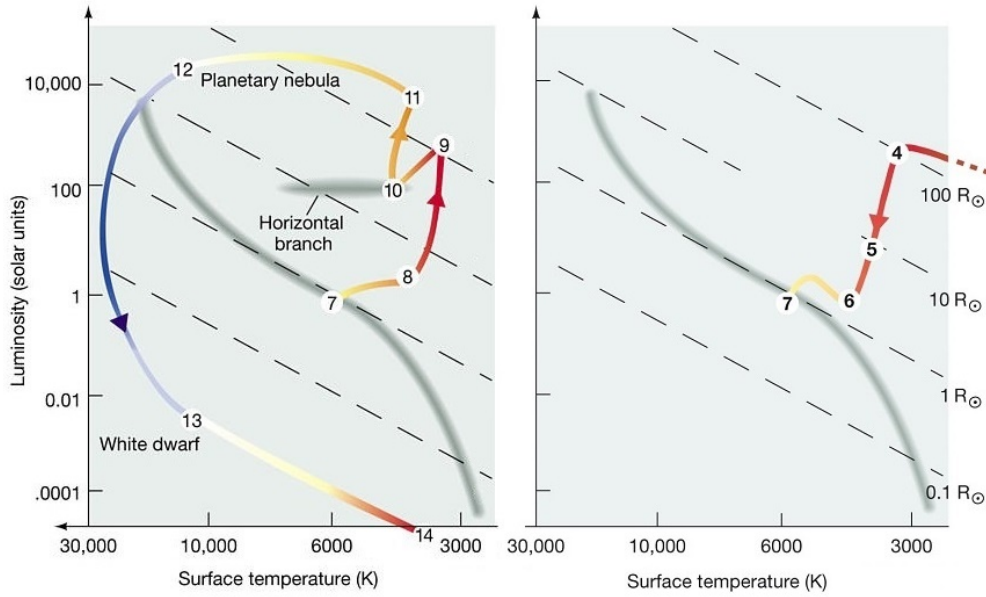 Luminosity (solar units)
10,000
100
1
0.01
.0001
12
Planetary nebula
11
9
10
Horizontal
branch
8
7
13
White dwarf
14
30,000
10,000
6000
3000
Surface temperature (K)
4
100 R☉
5
7
6
10 R☉
1 R☉
0.1 R☉
30,000
10,000
6000
3000
Surface temperature (K)